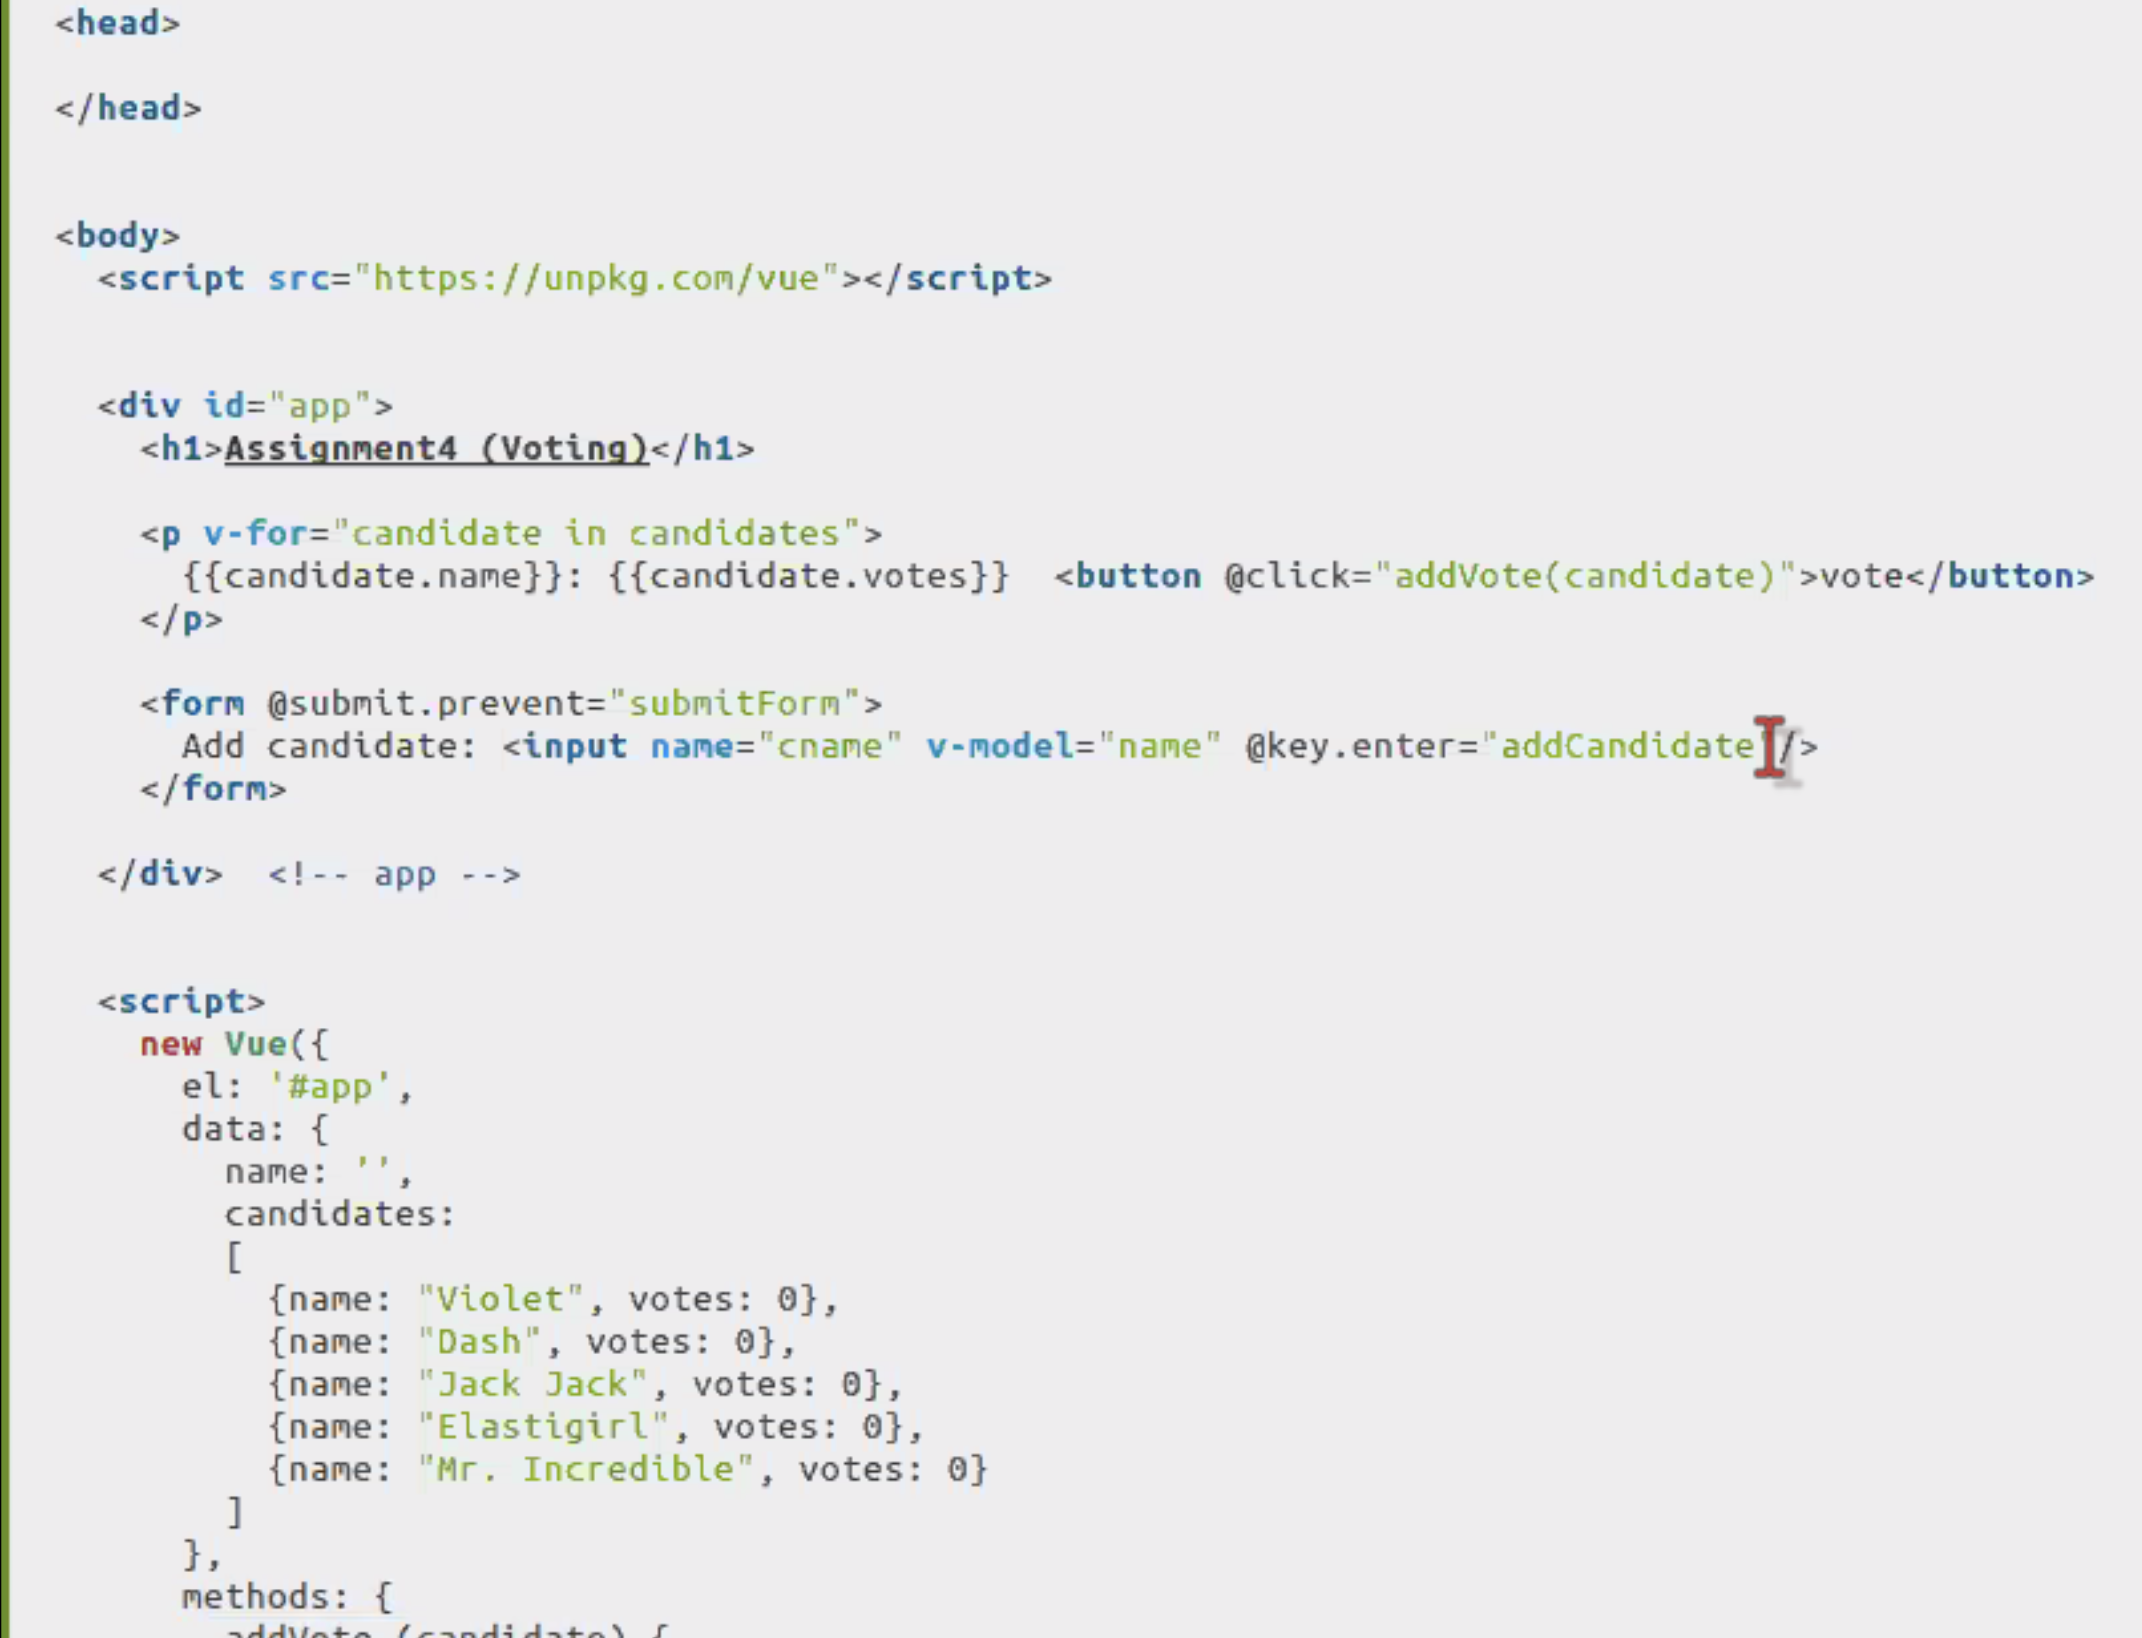 <head>
</head>
<body>
<script src="https://unpkg.com/vue"></script>
<div id="app">
<h1>Assignment4 (Voting)</h1>
<p v-for="candidate in candidates">
{{candidate.name}}: {{candidate.votes}}  <button @click="addVote(candidate)">vote</button>
</p>
<form @submit.prevent="submitForm">
Add candidate: <input name="cname" v-model="name" @key.enter="addCandidate"/>
</form>
</div>  <!-- app -->
<script>
new Vue({
el: '#app',
data: {
name: '',
candidates:
[
{name: "Violet", votes: 0},
{name: "Dash", votes: 0},
{name: "Jack Jack", votes: 0},
{name: "Elastigirl", votes: 0},
{name: "Mr. Incredible", votes: 0}
]
},
methods: {
addVote (candidate) {